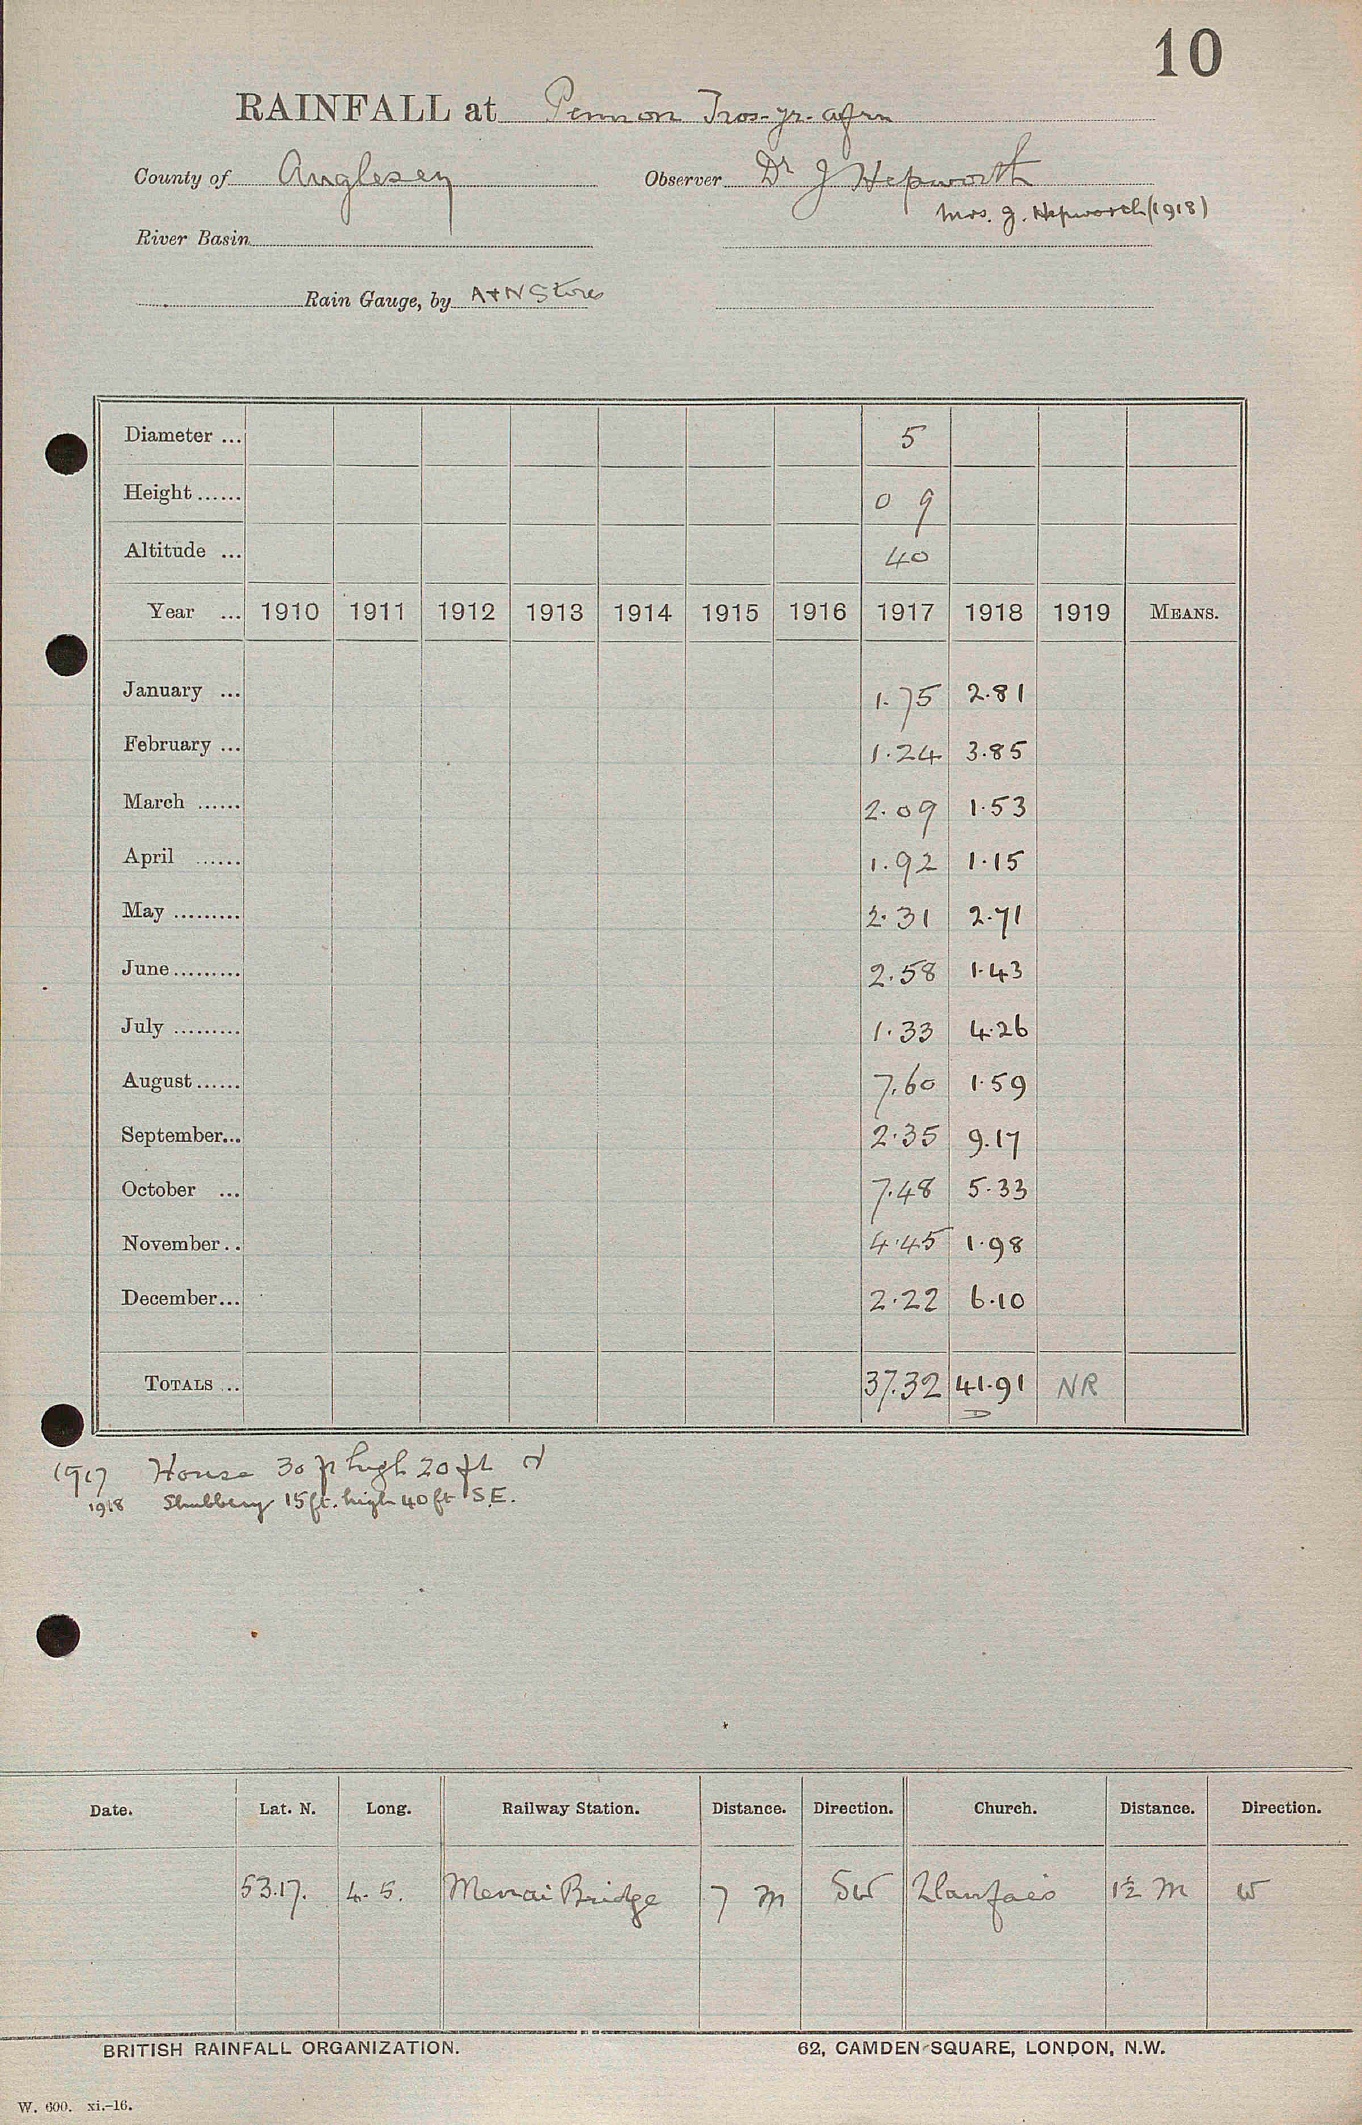 10
RAINFALL at Penmon Tros-yr-afon
County of Anglesey Observer Dr J Hepworth
Mrs. J. Hepworth (1918)
River Basin
Rain Gauge, by A+N Stores
Diameter ... 5
Height ...... 0 9
Altitude ... 40
Year ... 1910 1911 1912 1913 1914 1915 1916 1917 1918 1919 MEANS.
January ... 1.75 2.81
February ... 1.24 3.85
March ...... 2.09 1.53
April ...... 1.92 1.15
May ......... 2.31 2.71
June ......... 2.58 1.43
July ......... 1.33 4.26
August ...... 7.60 1.59
September... 2.35 9.17
October ... 7.48 5.33
November .. 4.45 1.98
December... 2.22 6.10
TOTALS ... 37.32 41.91 NR
D
1917 House 30 ft high 20 ft
1918 Shrubbery 15 ft. high 40 ft S.E.
Date. Lat. N. Long. Railway Station. Distance. Direction. Church. Distance. Direction.
53.17. 4. 5. Menai Bridge 7 m SW Llanfaes 1½ m W
BRITISH RAINFALL ORGANIZATION. 62, CAMDEN SQUARE, LONDON, N.W.
W. 600. xi.-16.